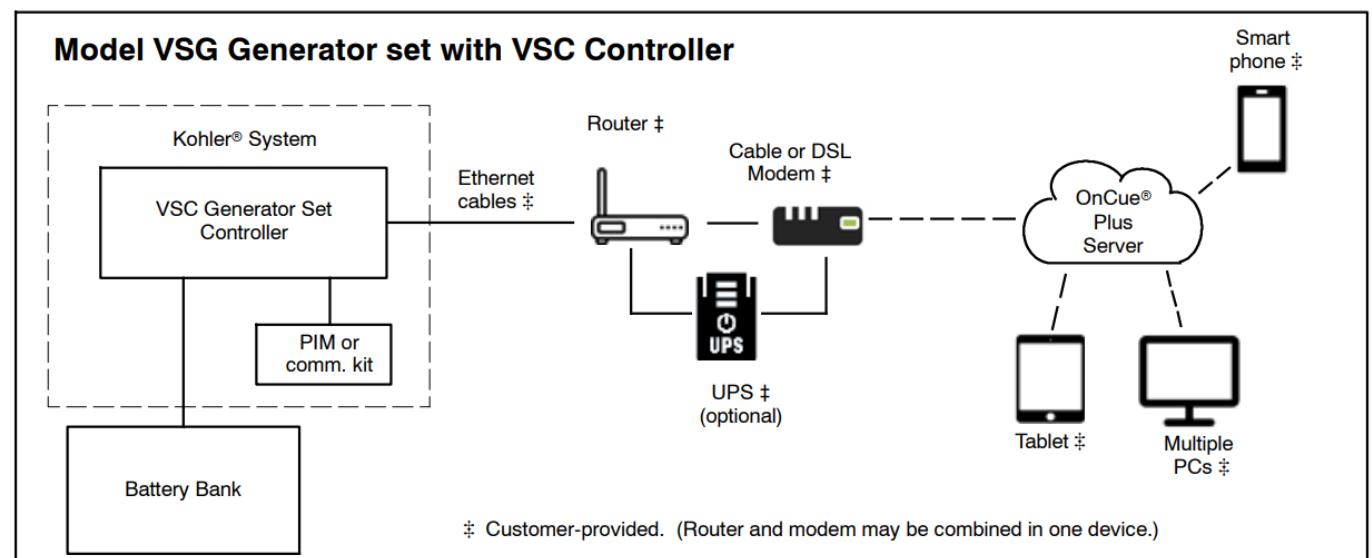 Model VSG Generator set with VSC Controller
Smart
phone ‡
Kohler® System
Router ‡
Cable or DSL
Modem ‡
Ethernet
cables ‡
VSC Generator Set
Controller
OnCue®
Plus
Server
PIM or
comm. kit
UPS
UPS ‡
(optional)
Tablet ‡
Multiple
PCs ‡
Battery Bank
‡ Customer-provided. (Router and modem may be combined in one device.)